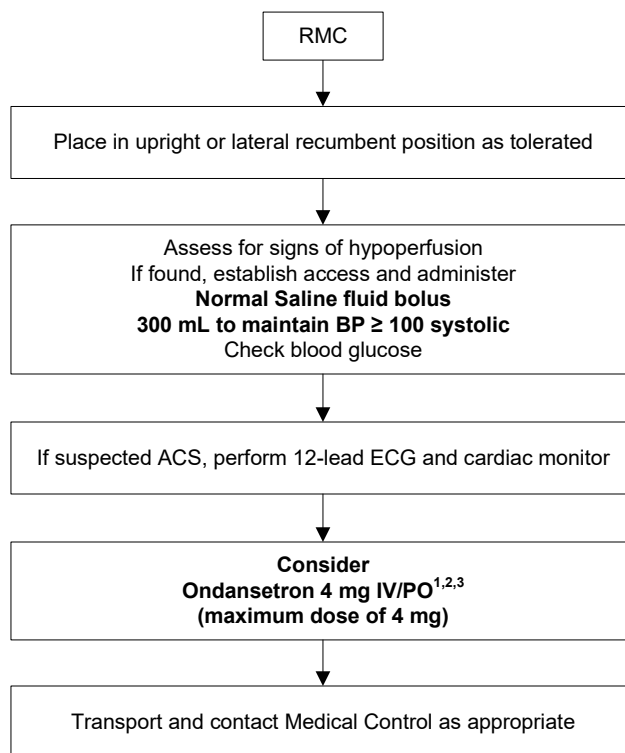 RMC
Place in upright or lateral recumbent position as tolerated
Assess for signs of hypoperfusion
If found, establish access and administer
Normal Saline fluid bolus
300 mL to maintain BP ≥ 100 systolic
Check blood glucose
If suspected ACS, perform 12-lead ECG and cardiac monitor
Consider
Ondansetron 4 mg IV/PO1,2,3
(maximum dose of 4 mg)
Transport and contact Medical Control as appropriate